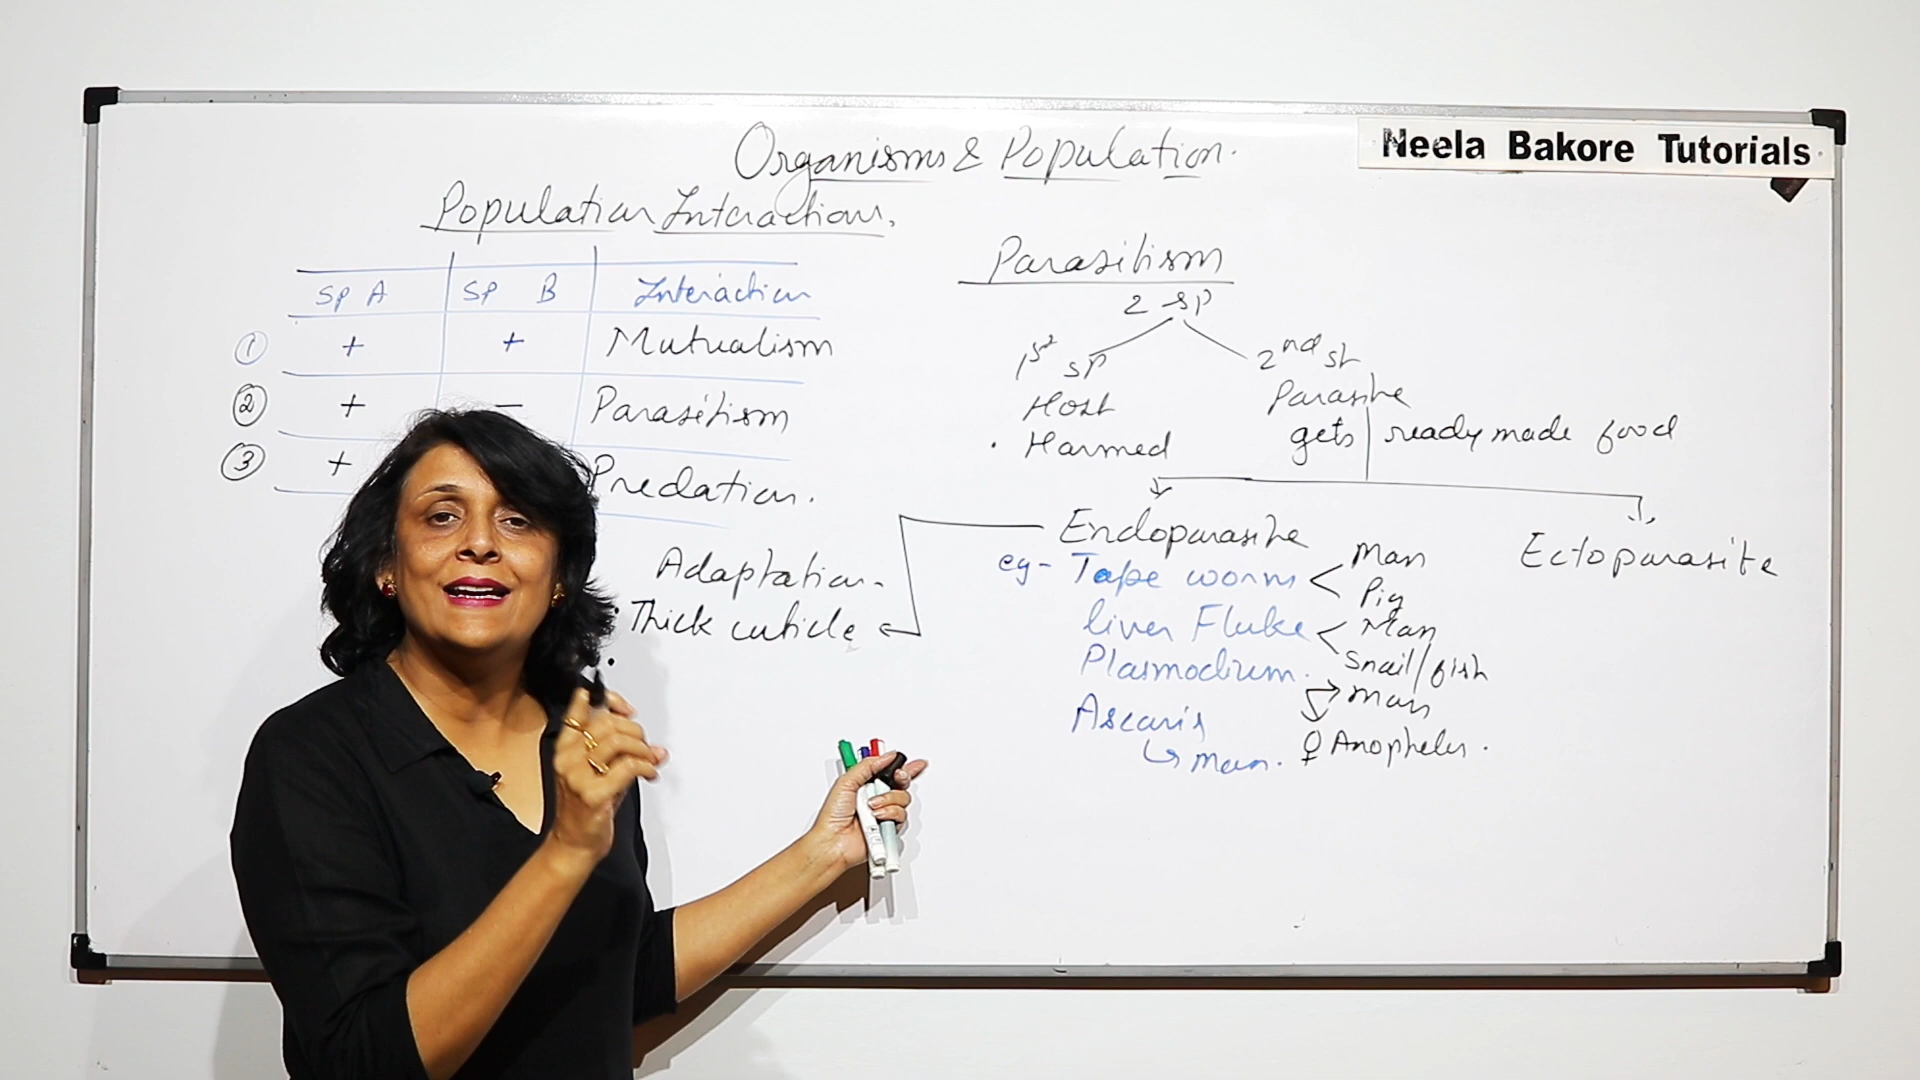 Organisms & Population.
Neela Bakore Tutorials
Population Interactions.
Sp A Sp B Interaction
① + + Mutualism
② + - Parasitism
③ + Predation.
Parasitism
2 sp
1st sp
Host
Harmed
2nd sp
Parasite
gets ready made food
Endoparasite
eg- Tape worm < Man
Pig
liver Fluke < Man
Snail/fish
Plasmodium. Man
♀ Anopheles.
Ascaris
Man.
Ectoparasite
Adaptation-
• Thick cuticle
•